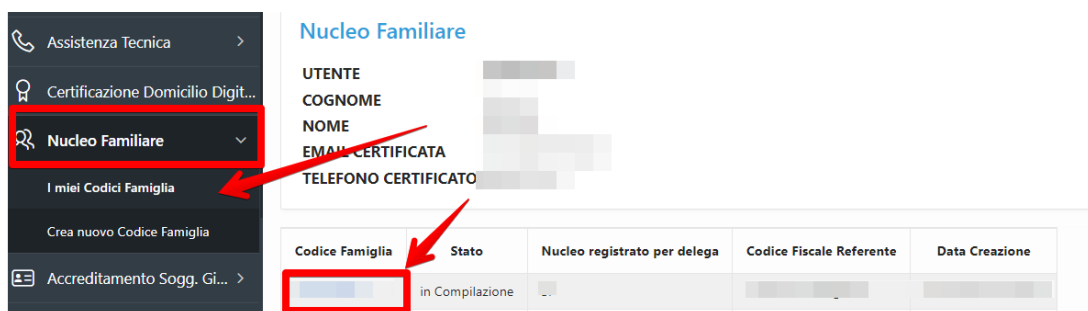 Assistenza Tecnica
Certificazione Domicilio Digit...
Nucleo Familiare
I miei Codici Famiglia
Crea nuovo Codice Famiglia
Accreditamento Sogg. Gi...
Nucleo Familiare
UTENTE
COGNOME
NOME
EMAIL CERTIFICATA
TELEFONO CERTIFICATO
Codice Famiglia Stato Nucleo registrato per delega Codice Fiscale Referente Data Creazione
in Compilazione